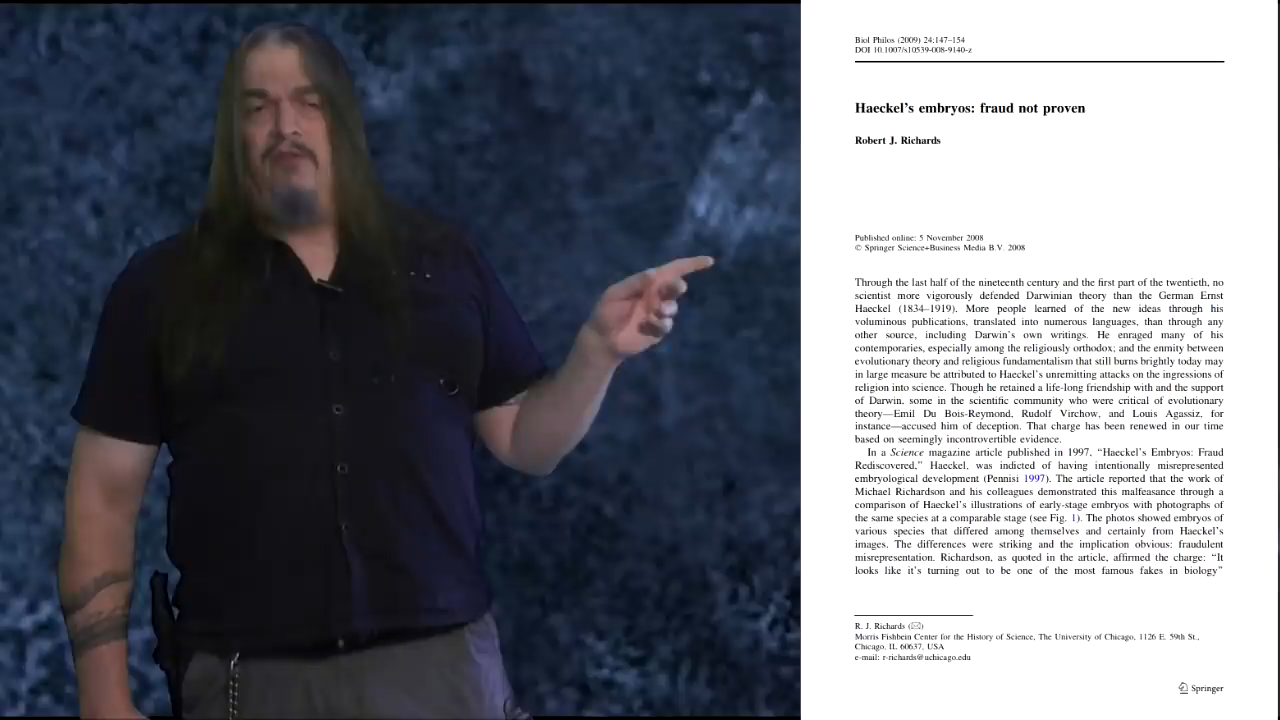 Biol Philos (2009) 24:147–154
DOI 10.1007/s10539-008-9140-z
Haeckel's embryos: fraud not proven
Robert J. Richards
Published online: 5 November 2008
© Springer Science+Business Media B.V. 2008
Through the last half of the nineteenth century and the first part of the twentieth, no
scientist more vigorously defended Darwinian theory than the German Ernst
Haeckel (1834–1919). More people learned of the new ideas through his
voluminous publications, translated into numerous languages, than through any
other source, including Darwin's own writings. He enraged many of his
contemporaries, especially among the religiously orthodox; and the enmity between
evolutionary theory and religious fundamentalism that still burns brightly today may
in large measure be attributed to Haeckel's unremitting attacks on the ingressions of
religion into science. Though he retained a life-long friendship with and the support
of Darwin, some in the scientific community who were critical of evolutionary
theory—Emil Du Bois-Reymond, Rudolf Virchow, and Louis Agassiz, for
instance—accused him of deception. That charge has been renewed in our time
based on seemingly incontrovertible evidence.
In a Science magazine article published in 1997, “Haeckel's Embryos: Fraud
Rediscovered,” Haeckel, was indicted of having intentionally misrepresented
embryological development (Pennisi 1997). The article reported that the work of
Michael Richardson and his colleagues demonstrated this malfeasance through a
comparison of Haeckel's illustrations of early-stage embryos with photographs of
the same species at a comparable stage (see Fig. 1). The photos showed embryos of
various species that differed among themselves and certainly from Haeckel's
images. The differences were striking and the implication obvious: fraudulent
misrepresentation. Richardson, as quoted in the article, affirmed the charge: “It
looks like it's turning out to be one of the most famous fakes in biology”
R. J. Richards (✉)
Morris Fishbein Center for the History of Science, The University of Chicago, 1126 E. 59th St.,
Chicago, IL 60637, USA
e-mail: r-richards@uchicago.edu
Springer